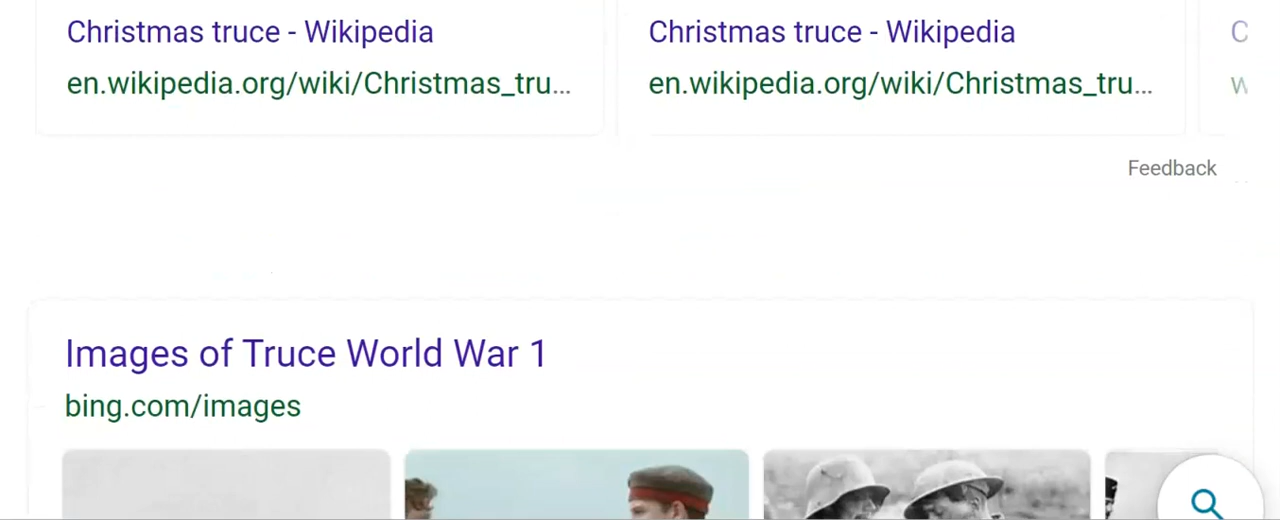 Christmas truce - Wikipedia
en.wikipedia.org/wiki/Christmas_tru...
Christmas truce - Wikipedia
en.wikipedia.org/wiki/Christmas_tru...
C
w
Feedback
Images of Truce World War 1
bing.com/images